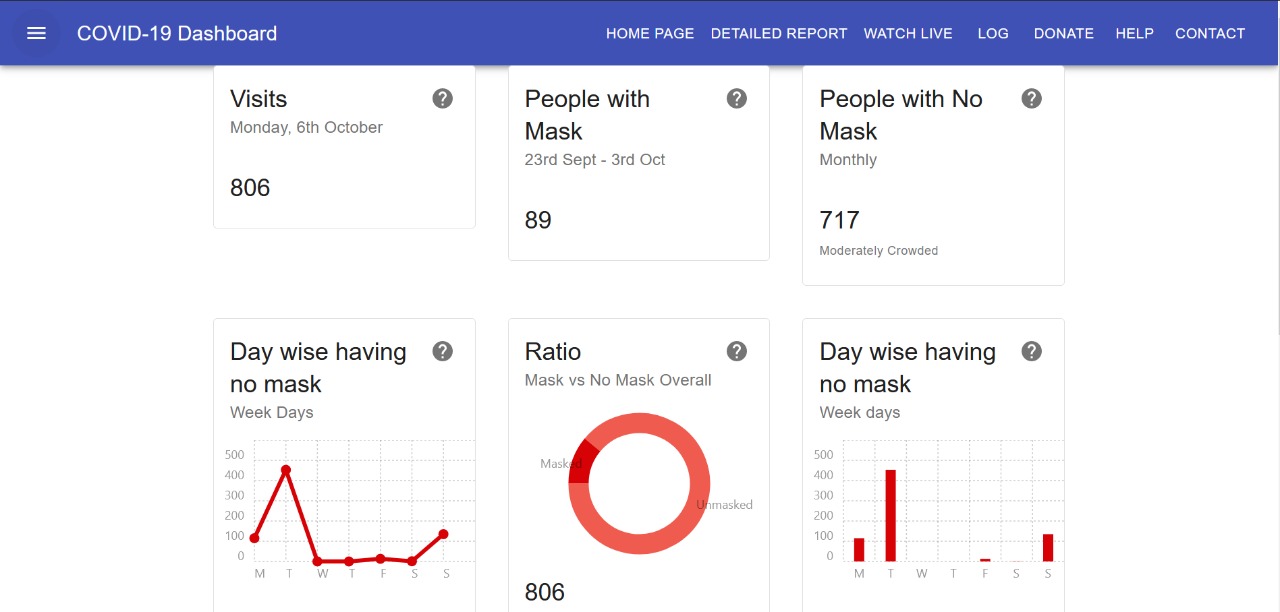 COVID-19 Dashboard
HOME PAGE DETAILED REPORT WATCH LIVE LOG DONATE HELP CONTACT
Visits
Monday, 6th October
806
People with
Mask
23rd Sept - 3rd Oct
89
People with No
Mask
Monthly
717
Moderately Crowded
Day wise having
no mask
Week Days
500
400
300
200
100
0
M T W T F S S
Ratio
Mask vs No Mask Overall
Masked
Unmasked
806
Day wise having
no mask
Week days
500
400
300
200
100
0
M T W T F S S